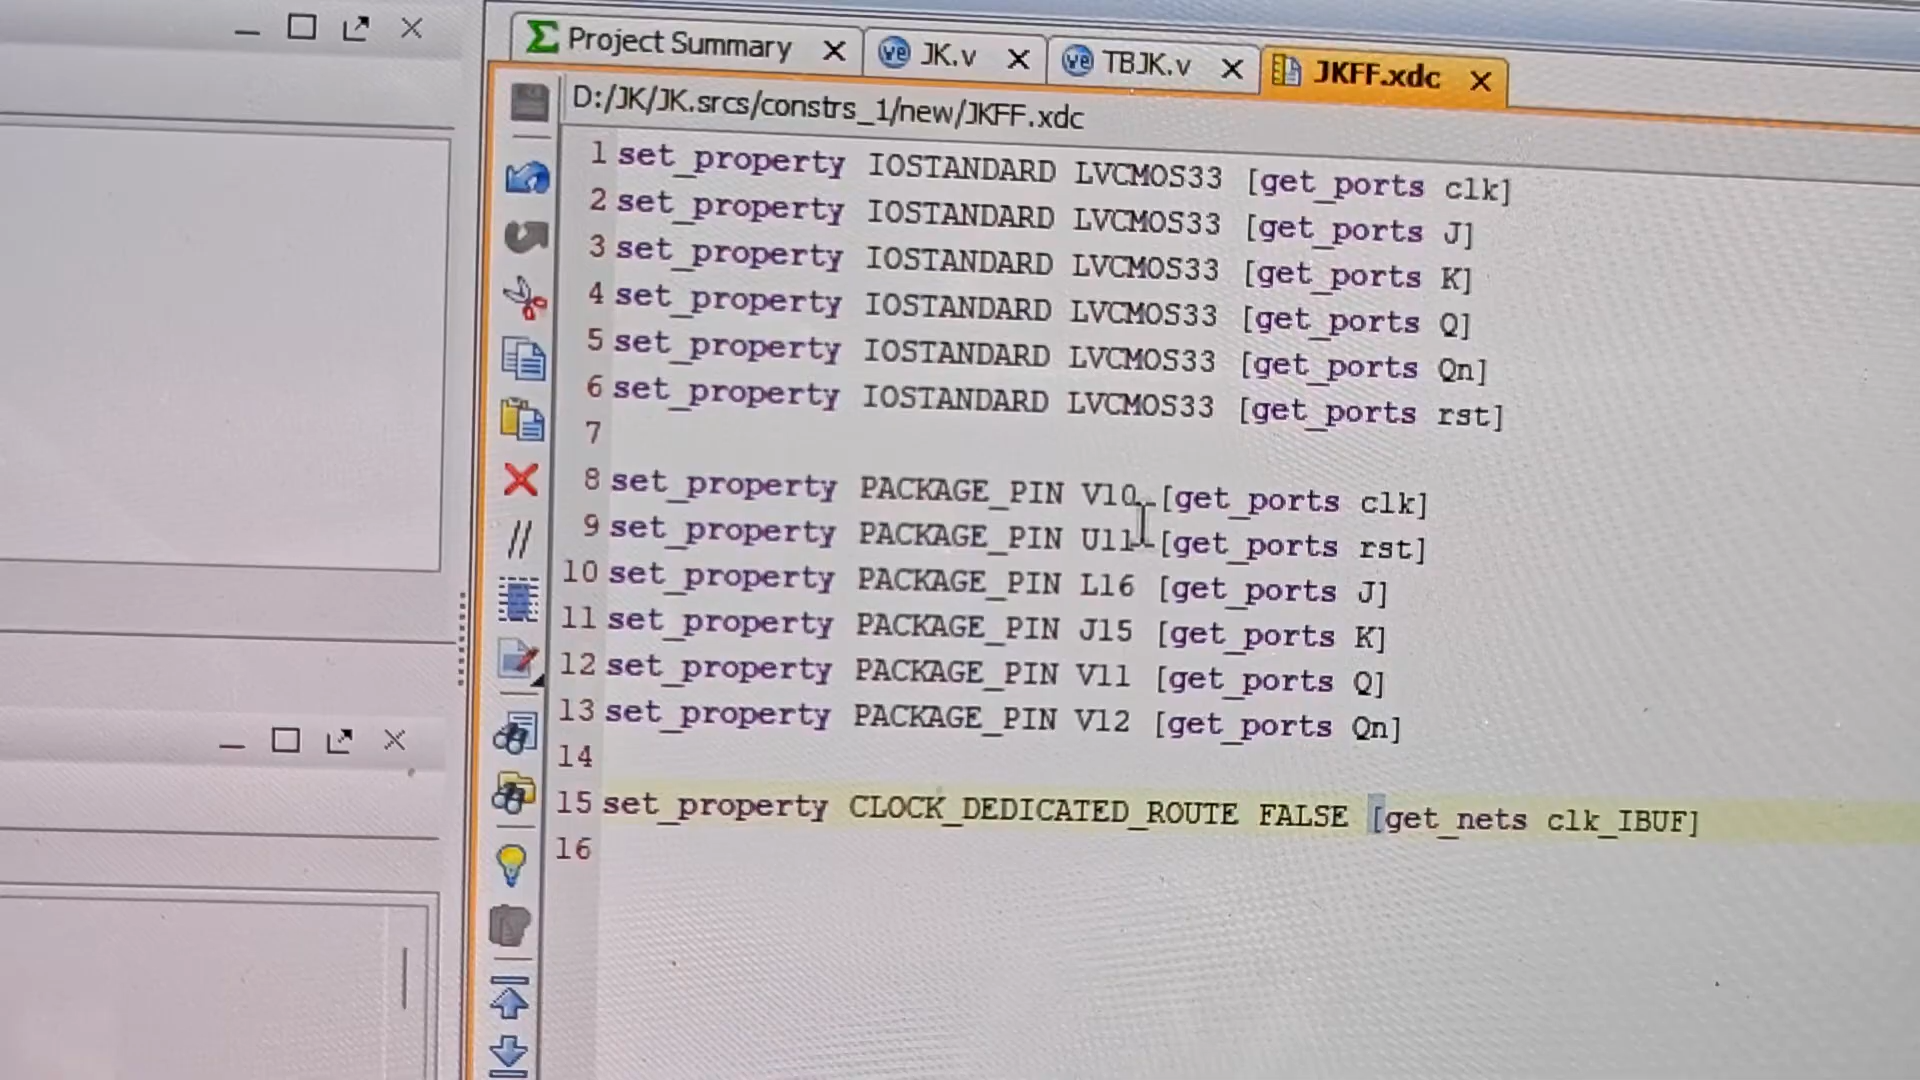 Project Summary
JK.v
TBJK.v
JKFF.xdc
D:/JK/JK.srcs/constrs_1/new/JKFF.xdc
1 set_property IOSTANDARD LVCMOS33 [get_ports clk]
2 set_property IOSTANDARD LVCMOS33 [get_ports J]
3 set_property IOSTANDARD LVCMOS33 [get_ports K]
4 set_property IOSTANDARD LVCMOS33 [get_ports Q]
5 set_property IOSTANDARD LVCMOS33 [get_ports Qn]
6 set_property IOSTANDARD LVCMOS33 [get_ports rst]
7
8 set_property PACKAGE_PIN V10 [get_ports clk]
9 set_property PACKAGE_PIN U11 [get_ports rst]
10 set_property PACKAGE_PIN L16 [get_ports J]
11 set_property PACKAGE_PIN J15 [get_ports K]
12 set_property PACKAGE_PIN V11 [get_ports Q]
13 set_property PACKAGE_PIN V12 [get_ports Qn]
14
15 set_property CLOCK_DEDICATED_ROUTE FALSE [get_nets clk_IBUF]
16